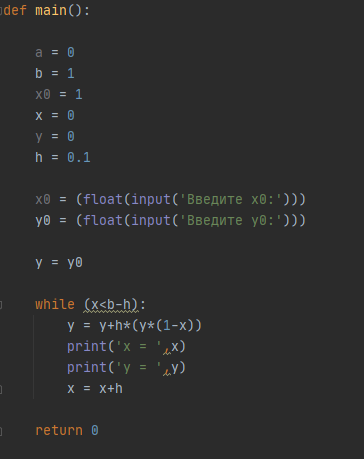 def main():
a = 0
b = 1
x0 = 1
x = 0
y = 0
h = 0.1
x0 = (float(input('Введите x0:')))
y0 = (float(input('Введите y0:')))
y = y0
while (x<b-h):
y = y+h*(y*(1-x))
print('x = ',x)
print('y = ',y)
x = x+h
return 0